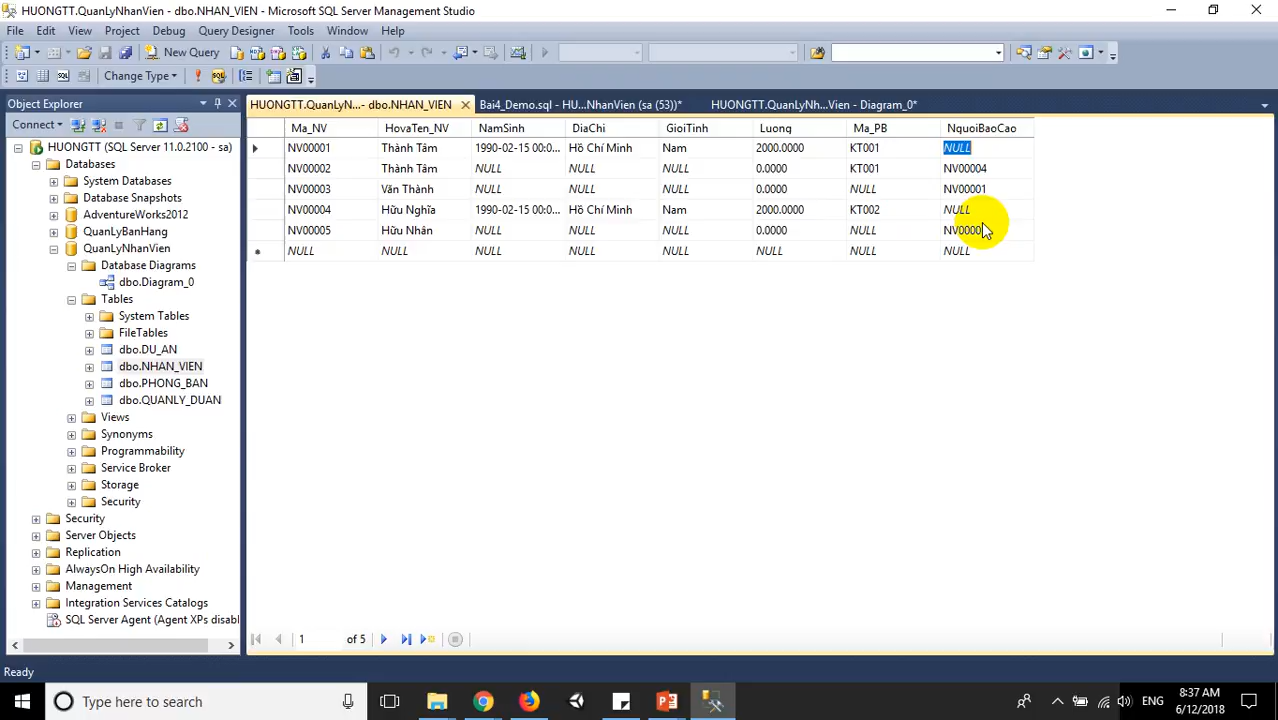 HUONGTT.QuanLyNhanVien - dbo.NHAN_VIEN - Microsoft SQL Server Management Studio
File Edit View Project Debug Query Designer Tools Window Help
New Query
Change Type
Object Explorer
HUONGTT.QuanLyN...- dbo.NHAN_VIEN Bai4_Demo.sql - HU...NhanVien (sa (53))* HUONGTT.QuanLyNh...Vien - Diagram_0*
Connect
HUONGTT (SQL Server 11.0.2100 - sa)
Databases
System Databases
Database Snapshots
AdventureWorks2012
QuanLyBanHang
QuanLyNhanVien
Database Diagrams
dbo.Diagram_0
Tables
System Tables
FileTables
dbo.DU_AN
dbo.NHAN_VIEN
dbo.PHONG_BAN
dbo.QUANLY_DUAN
Views
Synonyms
Programmability
Service Broker
Storage
Security
Security
Server Objects
Replication
AlwaysOn High Availability
Management
Integration Services Catalogs
SQL Server Agent (Agent XPs disabl
Ma_NV HovaTen_NV NamSinh DiaChi GioiTinh Luong Ma_PB NguoiBaoCao
NV00001 Thành Tâm 1990-02-15 00:0... Hồ Chí Minh Nam 2000.0000 KT001 NULL
NV00002 Thành Tâm NULL NULL NULL 0.0000 KT001 NV00004
NV00003 Văn Thành NULL NULL NULL 0.0000 NULL NV00001
NV00004 Hữu Nghĩa 1990-02-15 00:0... Hồ Chí Minh Nam 2000.0000 KT002 NULL
NV00005 Hữu Nhân NULL NULL NULL 0.0000 NULL
NULL NULL NULL NULL NULL NULL NULL NULL
1 of 5
Ready
Type here to search
ENG
8:37 AM
6/12/2018